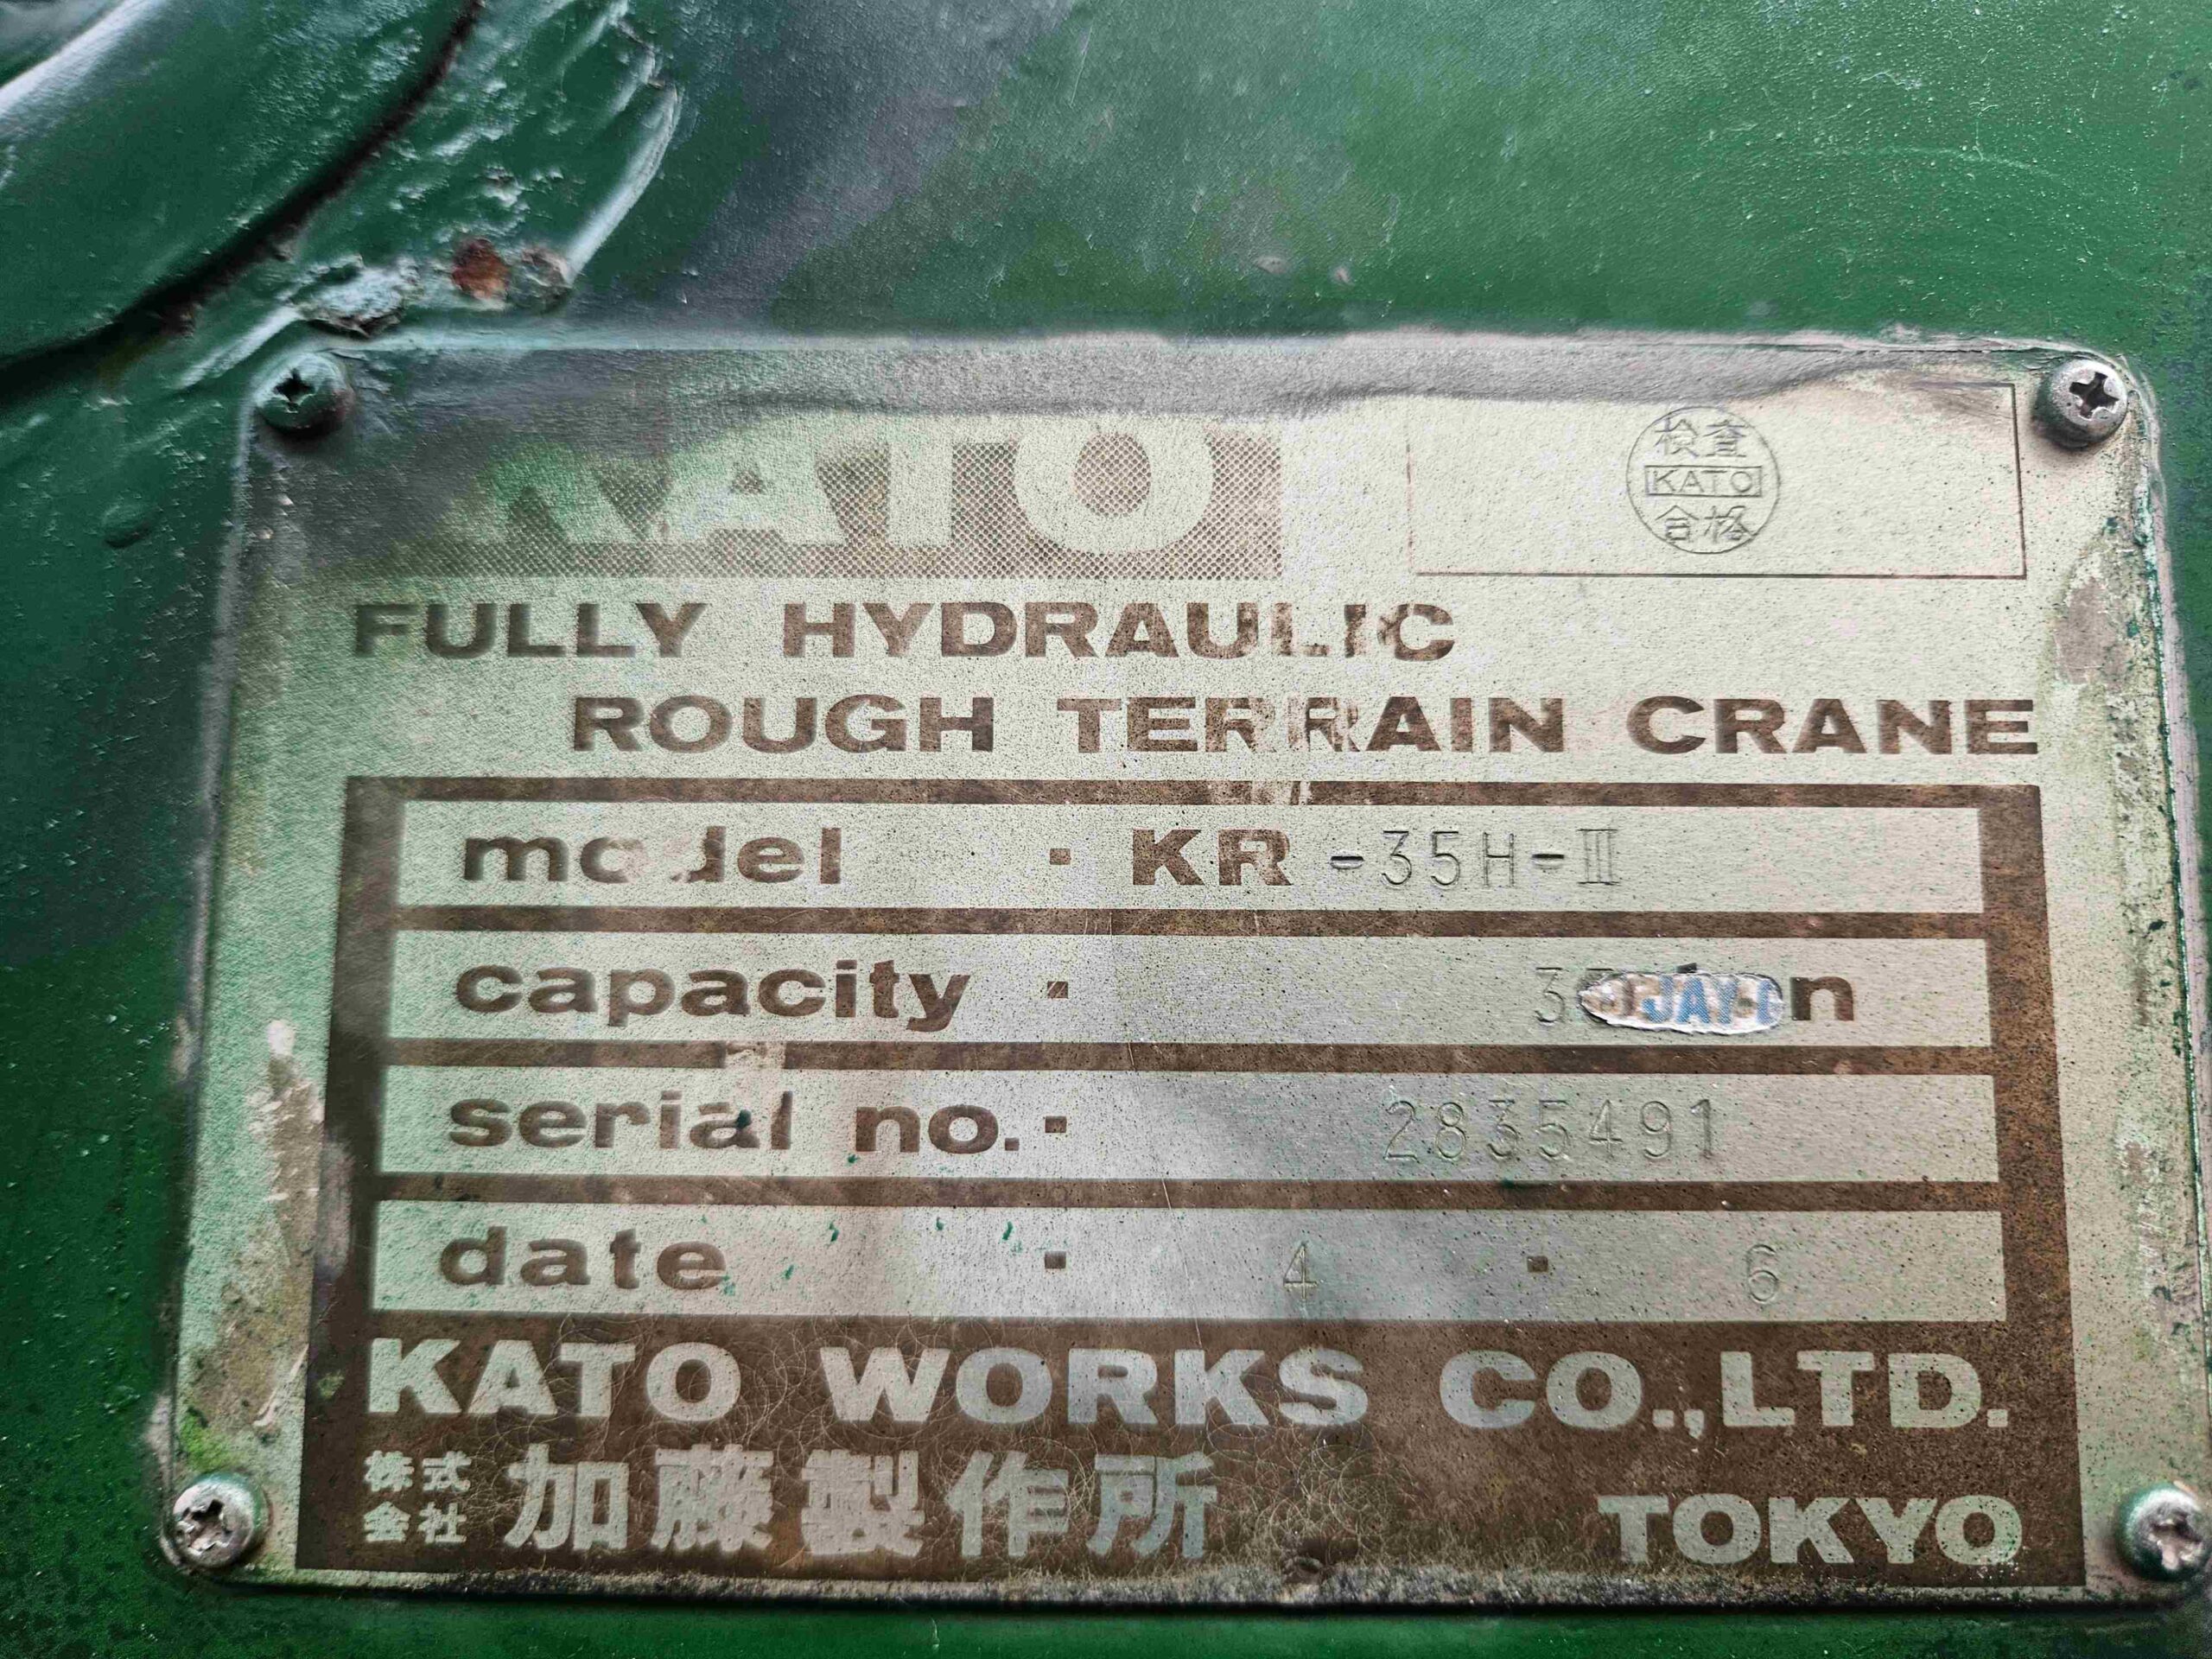 KATO
検査
KATO
合格
FULLY HYDRAULIC
ROUGH TERRAIN CRANE
model · KR -35H-III
capacity ·
serial no. · 2835491
date · 4 · 6
KATO WORKS CO.,LTD.
株式会社 加藤製作所
TOKYO